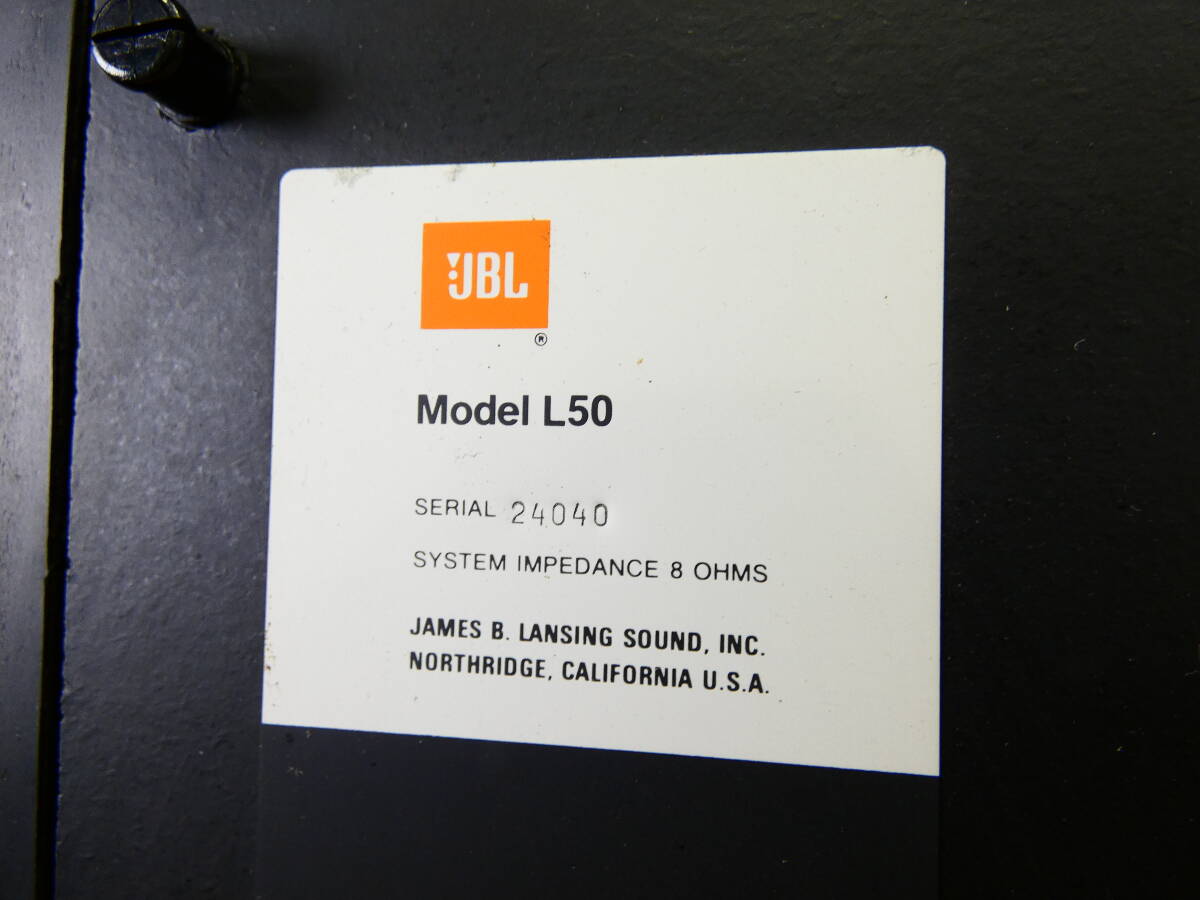 JBL
®
Model L50
SERIAL 24040
SYSTEM IMPEDANCE 8 OHMS
JAMES B. LANSING SOUND, INC.
NORTHRIDGE, CALIFORNIA U.S.A.